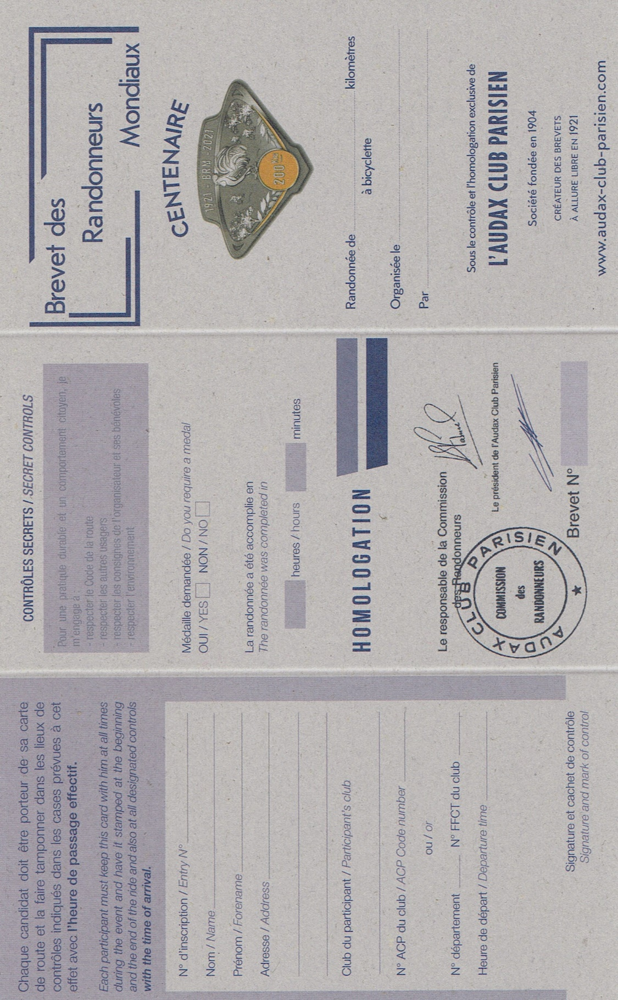 Chaque candidat doit être porteur de sa carte
de route et la faire tamponner dans les lieux de
contrôles indiqués dans les cases prévues à cet
effet avec l'heure de passage effectif.
Each participant must keep this card with him at all times
during the event and have it stamped at the beginning
and the end of the ride and also at all designated controls
with the time of arrival.
N° d'inscription / Entry N°
Nom / Name
Prénom / Forename
Adresse / Address
Club du participant / Participant's club
N° ACP du club / ACP Code number
ou / or
N° département N° FFCT du club
Heure de départ / Departure time
Signature et cachet de contrôle
Signature and mark of control
CONTRÔLES SECRETS / SECRET CONTROLS
Pour une pratique durable et un comportement citoyen, je
m'engage à :
- respecter le Code de la route
- respecter les autres usagers
- respecter les consignes de l'organisateur et ses bénévoles
- respecter l'environnement
Médaille demandée / Do you require a medal
OUI / YES NON / NO
La randonnée a été accomplie en
The randonnée was completed in
heures / hours minutes
HOMOLOGATION
Le responsable de la Commission
des Randonneurs
Le président de l'Audax Club Parisien
AUDAX CLUB PARISIEN
COMMISSION
des
RANDONNEURS
Brevet N°
Brevet des
Randonneurs
Mondiaux
CENTENAIRE
1921 - BRM - 2021
200 Km
Randonnée de kilomètres
à bicyclette
Organisée le
Par
Sous le contrôle et l'homologation exclusive de
L'AUDAX CLUB PARISIEN
Société fondée en 1904
CRÉATEUR DES BREVETS
À ALLURE LIBRE EN 1921
www.audax-club-parisien.com